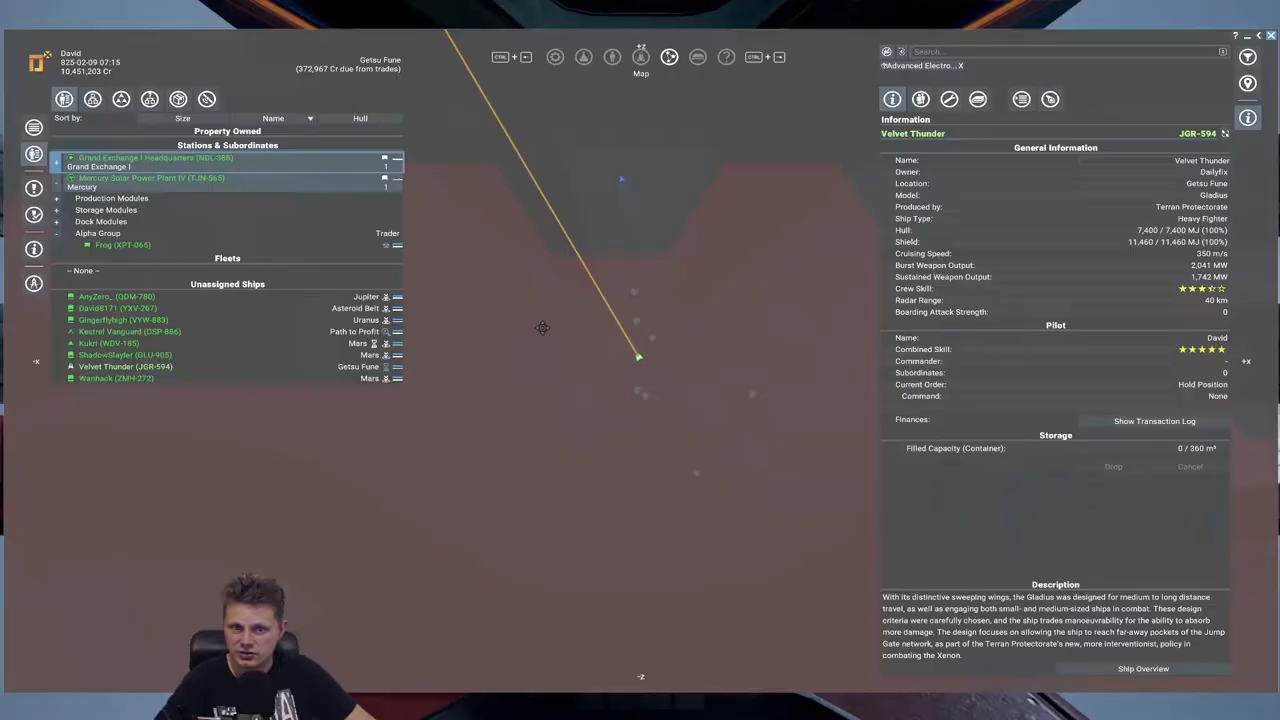 David
825-02-09 07:15
10,451,203 Cr
Getsu Fune
(372,967 Cr due from trades)
CTRL + 
+Z
CTRL + 
Map
Search...
Advanced Electro... X
Sort by:
Size
Name
Hull
Property Owned
Stations & Subordinates
Grand Exchange I Headquarters (NDL-388)
Grand Exchange I
1
Mercury Solar Power Plant IV (TJN-565)
Mercury
1
Production Modules
Storage Modules
Dock Modules
Alpha Group
Trader
Frog (XPT-065)
Fleets
-- None --
Unassigned Ships
AnyZero_ (QDM-780) Jupiter
David8171 (YXV-267) Asteroid Belt
Gingerflyhigh (VYW-883) Uranus
Kestrel Vanguard (DSP-886) Path to Profit
Kukri (WDV-185) Mars
ShadowSlayler (GLU-905) Mars
Velvet Thunder (JGR-594) Getsu Fune
Wanhack (ZMH-272) Mars
-x
+x
-z
Information
Velvet Thunder JGR-594
General Information
Name: Velvet Thunder
Owner: Dailyfix
Location: Getsu Fune
Model: Gladius
Produced by: Terran Protectorate
Ship Type: Heavy Fighter
Hull: 7,400 / 7,400 MJ (100%)
Shield: 11,460 / 11,460 MJ (100%)
Cruising Speed: 350 m/s
Burst Weapon Output: 2,041 MW
Sustained Weapon Output: 1,742 MW
Crew Skill: ★★★☆☆
Radar Range: 40 km
Boarding Attack Strength: 0
Pilot
Name: David
Combined Skill: ★★★★★
Commander: -
Subordinates: 0
Current Order: Hold Position
Command: None
Finances: Show Transaction Log
Storage
Filled Capacity (Container): 0 / 360 m³
Drop Cancel
Description
With its distinctive sweeping wings, the Gladius was designed for medium to long distance
travel, as well as engaging both small- and medium-sized ships in combat. These design
criteria were carefully chosen, and the ship trades manoeuvrability for the ability to absorb
more damage. The design focuses on allowing the ship to reach far-away pockets of the Jump
Gate network, as part of the Terran Protectorate's new, more interventionist, policy in
combating the Xenon.
Ship Overview